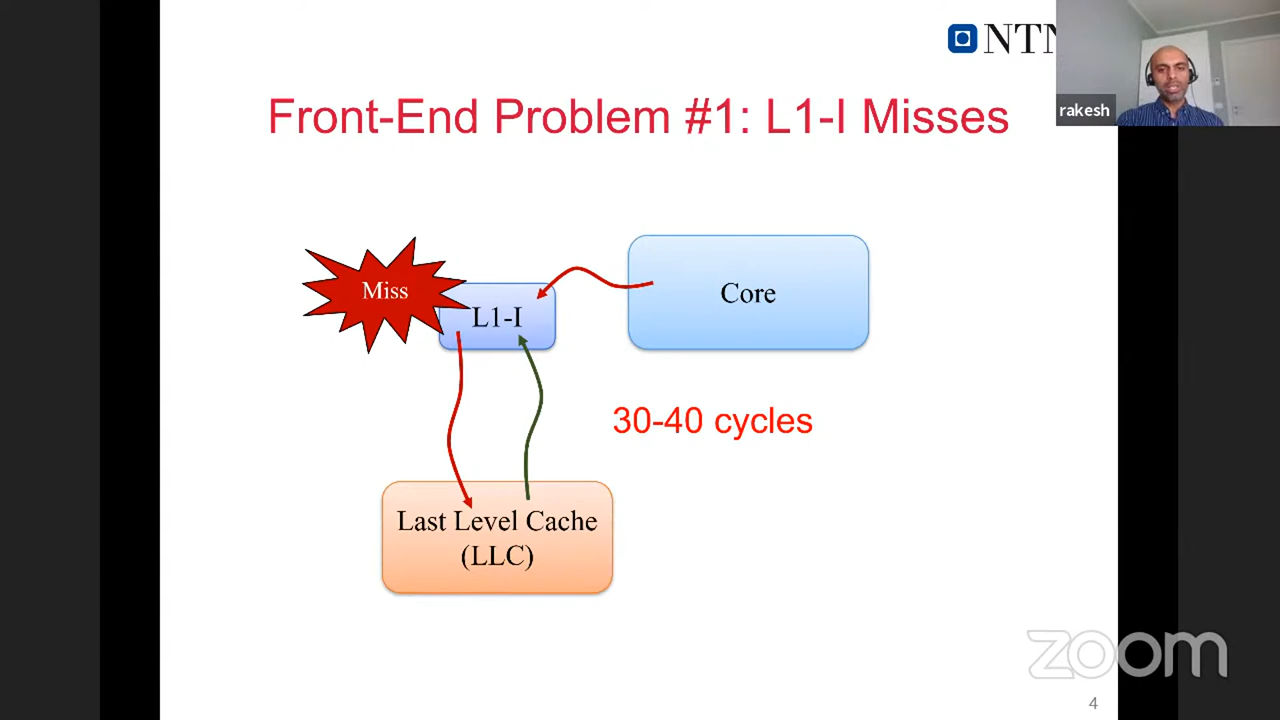 NTN
rakesh
Front-End Problem #1: L1-I Misses
Miss
L1-I
Core
30-40 cycles
Last Level Cache
(LLC)
zoom
4